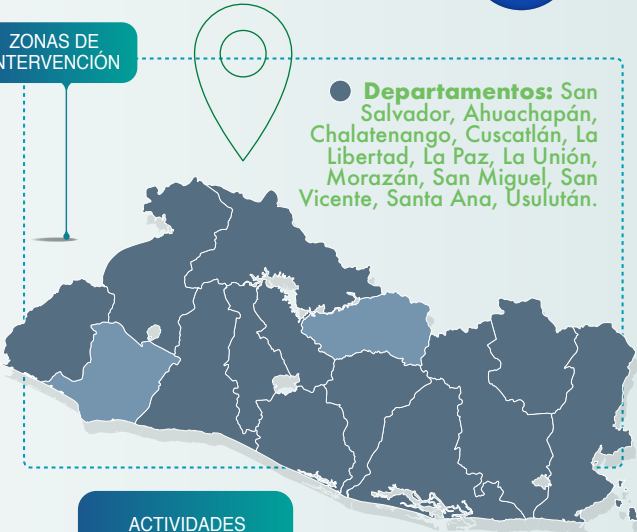 ZONAS DE
NTERVENCIÓN
Departamentos: San
Salvador, Ahuachapán,
Chalatenango, Cuscatlán, La
Libertad, La Paz, La Unión,
Morazán, San Miguel, San
Vicente, Santa Ana, Usulután.
ACTIVIDADES